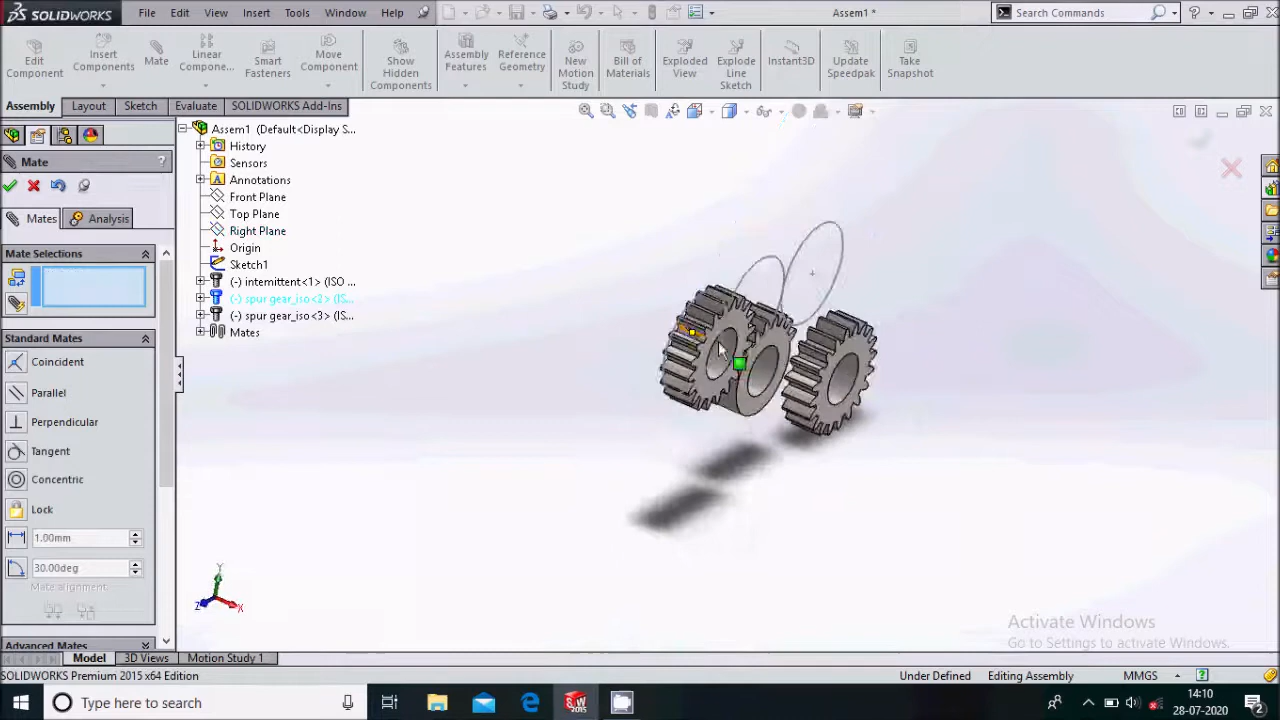 SOLIDWORKS File Edit View Insert Tools Window Help Assem1 * Search Commands
Edit Component
Insert Components
Mate
Linear Compone...
Smart Fasteners
Move Component
Show Hidden Components
Assembly Features
Reference Geometry
New Motion Study
Bill of Materials
Exploded View
Explode Line Sketch
Instant3D
Update Speedpak
Take Snapshot
Assembly Layout Sketch Evaluate SOLIDWORKS Add-Ins
Mate ?
Mates Analysis
Mate Selections
Standard Mates
Coincident
Parallel
Perpendicular
Tangent
Concentric
Lock
1.00mm
30.00deg
Mate alignment:
Advanced Mates
Assem1 (Default<Display S...
History
Sensors
Annotations
Front Plane
Top Plane
Right Plane
Origin
Sketch1
(-) intemittent<1> (ISO ...
(-) spur gear_iso<2> (IS...
(-) spur gear_iso<3> (IS...
Mates
Y
Z X
Activate Windows
Go to Settings to activate Windows.
Model 3D Views Motion Study 1
SOLIDWORKS Premium 2015 x64 Edition Under Defined Editing Assembly MMGS
Type here to search
14:10
28-07-2020
2